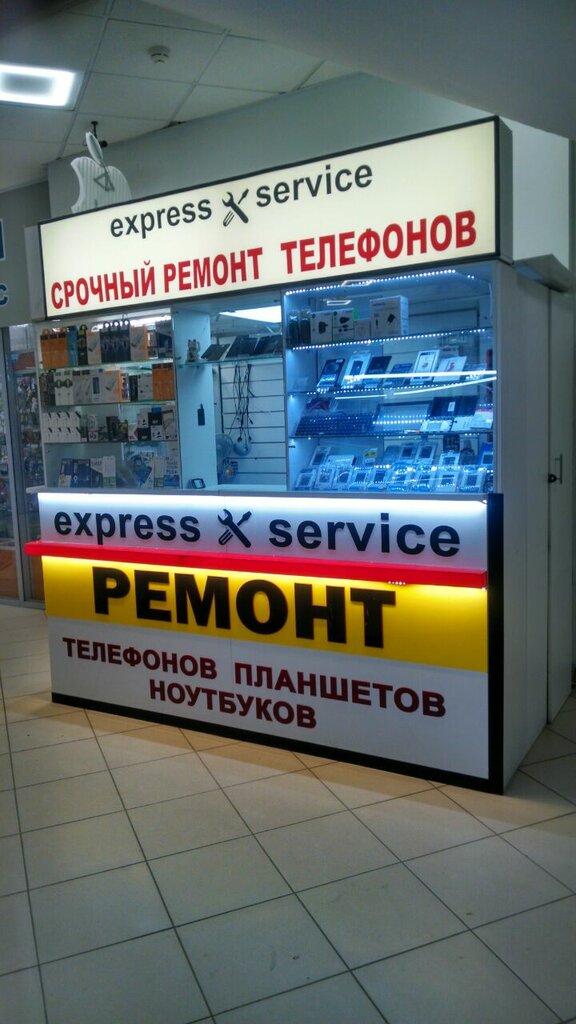 express service
СРОЧНЫЙ РЕМОНТ ТЕЛЕФОНОВ
express service
РЕМОНТ
ТЕЛЕФОНОВ ПЛАНШЕТОВ
НОУТБУКОВ